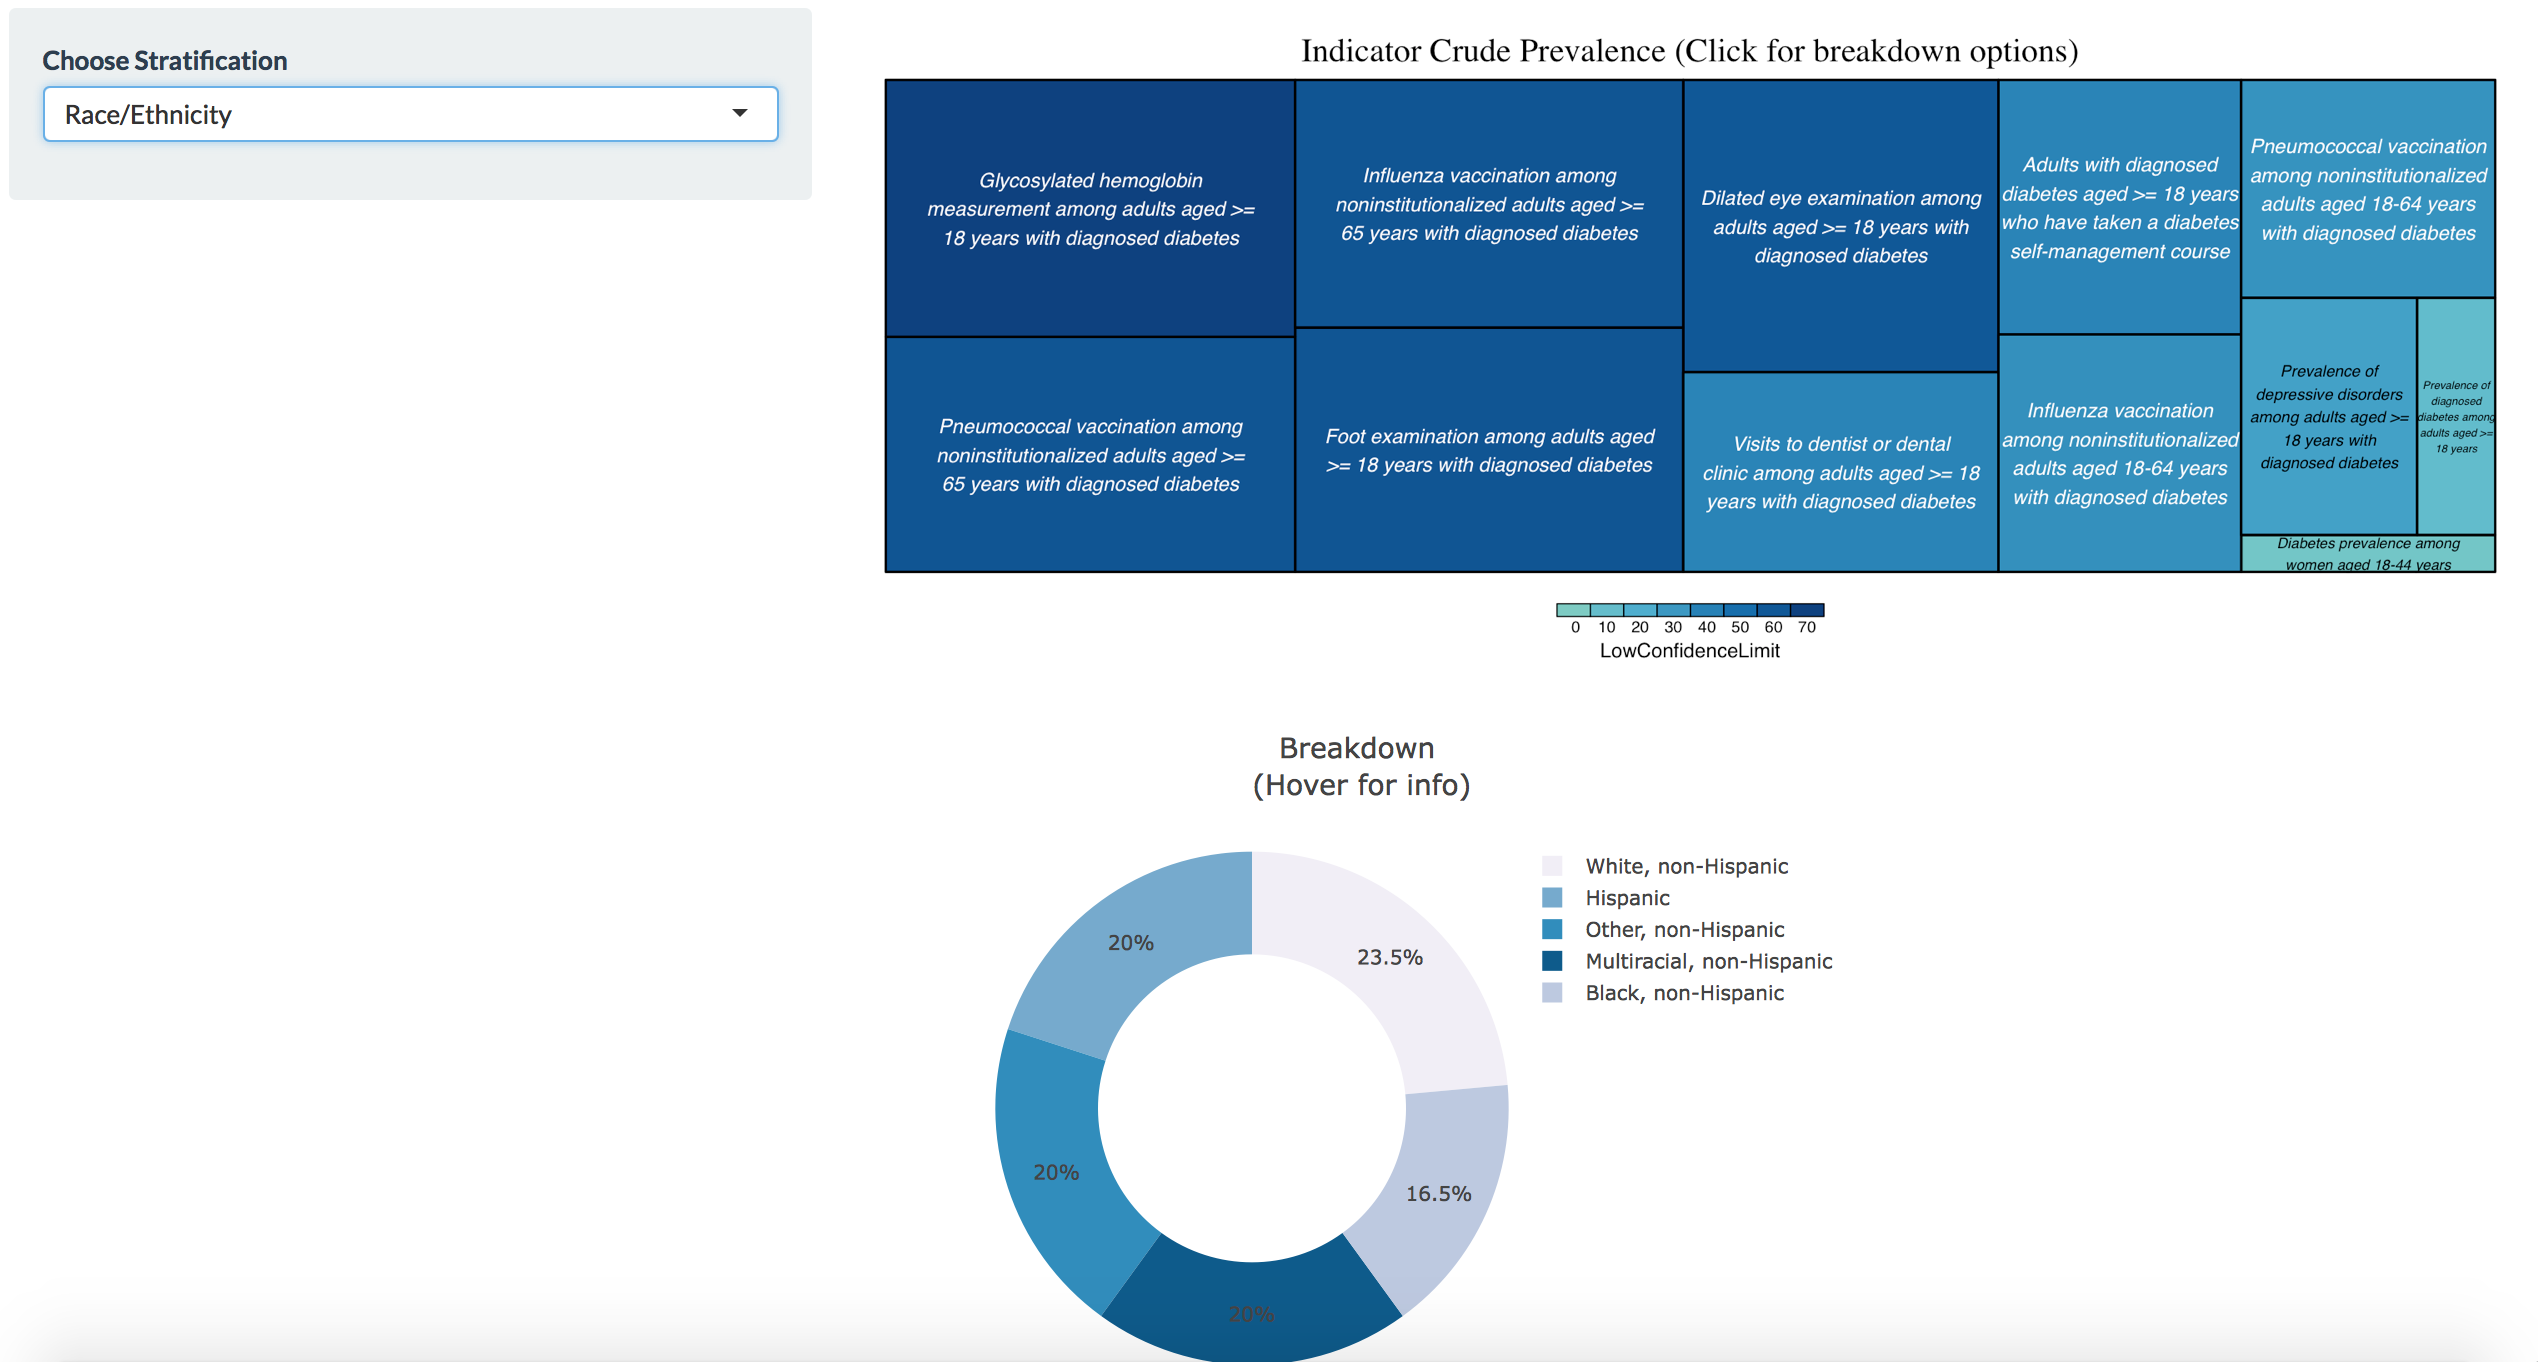 Choose Stratification
Race/Ethnicity
Indicator Crude Prevalence (Click for breakdown options)
Glycosylated hemoglobin
measurement among adults aged >=
18 years with diagnosed diabetes
Pneumococcal vaccination among
noninstitutionalized adults aged >=
65 years with diagnosed diabetes
Influenza vaccination among
noninstitutionalized adults aged >=
65 years with diagnosed diabetes
Foot examination among adults aged
>= 18 years with diagnosed diabetes
Dilated eye examination among
adults aged >= 18 years with
diagnosed diabetes
Visits to dentist or dental
clinic among adults aged >= 18
years with diagnosed diabetes
Adults with diagnosed
diabetes aged >= 18 years
who have taken a diabetes
self-management course
Influenza vaccination
among noninstitutionalized
adults aged 18-64 years
with diagnosed diabetes
Pneumococcal vaccination
among noninstitutionalized
adults aged 18-64 years
with diagnosed diabetes
Prevalence of
depressive disorders
among adults aged >=
18 years with
diagnosed diabetes
Prevalence of
diagnosed
diabetes among
adults aged >=
18 years
Diabetes prevalence among
women aged 18-44 years
0 10 20 30 40 50 60 70
LowConfidenceLimit
Breakdown
(Hover for info)
White, non-Hispanic
Hispanic
Other, non-Hispanic
Multiracial, non-Hispanic
Black, non-Hispanic
20%
23.5%
20%
16.5%
20%